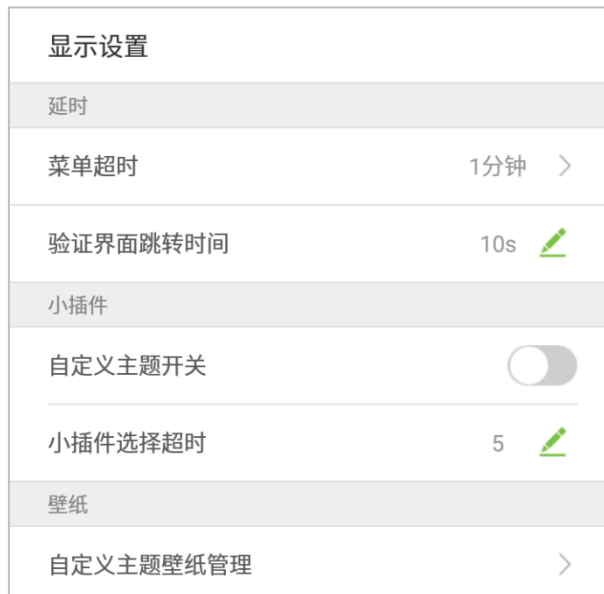 显示设置
延时
菜单超时 1分钟
验证界面跳转时间 10s
小插件
自定义主题开关
小插件选择超时 5
壁纸
自定义主题壁纸管理